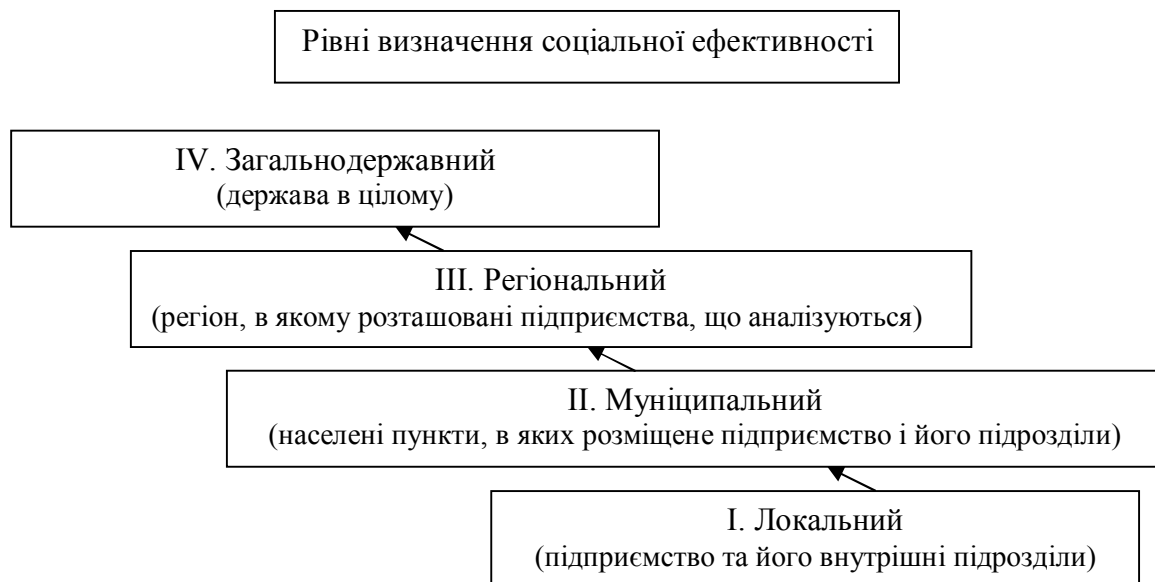 Рівні визначення соціальної ефективності
IV. Загальнодержавний
(держава в цілому)
III. Регіональний
(регіон, в якому розташовані підприємства, що аналізуються)
II. Муніципальний
(населені пункти, в яких розміщене підприємство і його підрозділи)
I. Локальний
(підприємство та його внутрішні підрозділи)